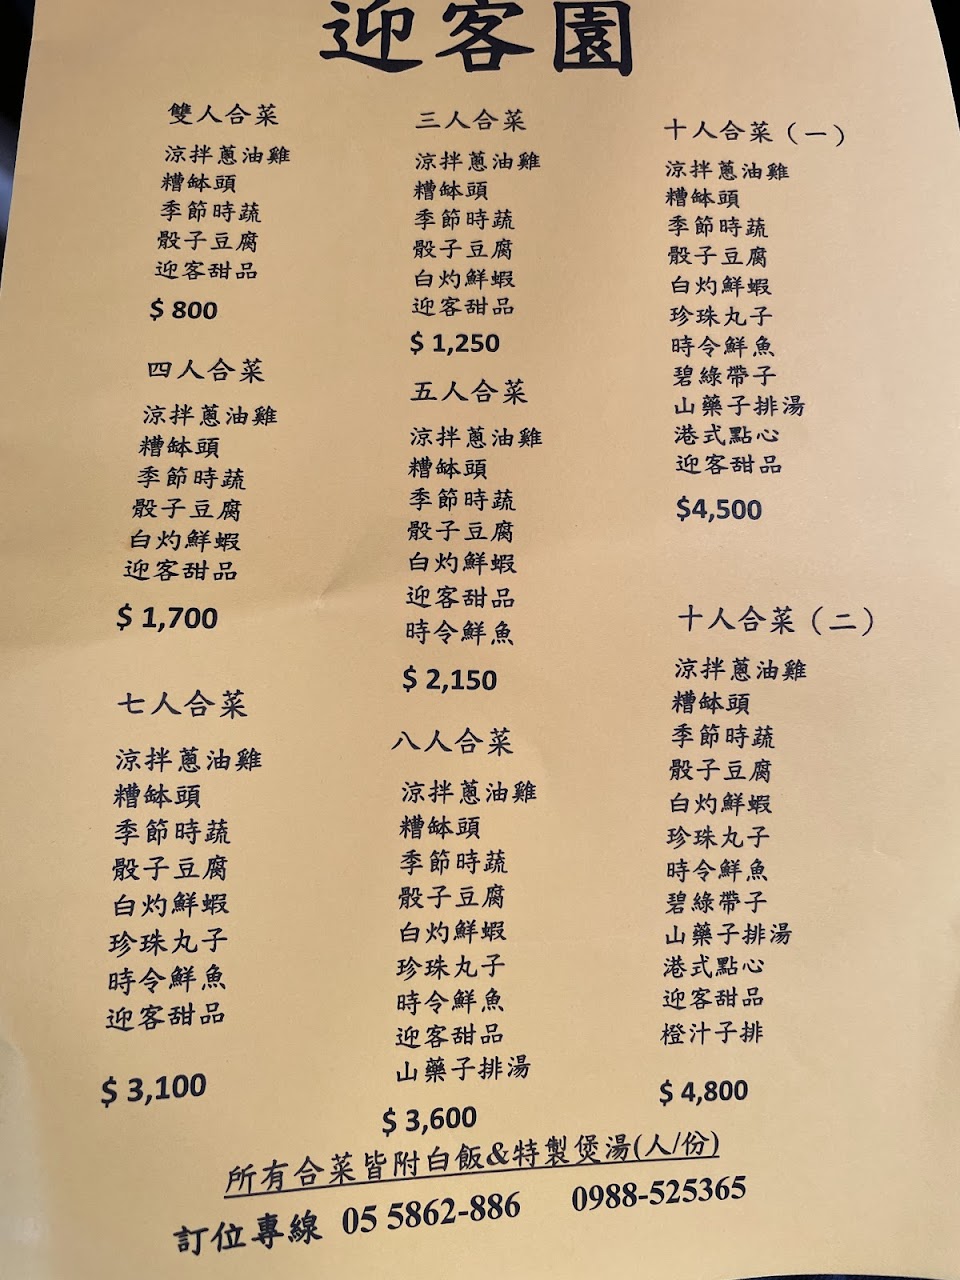 迎客園
雙人合菜
涼拌蔥油雞
糟缽頭
季節時蔬
骰子豆腐
迎客甜品
$ 800
四人合菜
涼拌蔥油雞
糟缽頭
季節時蔬
骰子豆腐
白灼鮮蝦
迎客甜品
$ 1,700
七人合菜
涼拌蔥油雞
糟缽頭
季節時蔬
骰子豆腐
白灼鮮蝦
珍珠丸子
時令鮮魚
迎客甜品
$ 3,100
三人合菜
涼拌蔥油雞
糟缽頭
季節時蔬
骰子豆腐
白灼鮮蝦
迎客甜品
$ 1,250
五人合菜
涼拌蔥油雞
糟缽頭
季節時蔬
骰子豆腐
白灼鮮蝦
迎客甜品
時令鮮魚
$ 2,150
八人合菜
涼拌蔥油雞
糟缽頭
季節時蔬
骰子豆腐
白灼鮮蝦
珍珠丸子
時令鮮魚
迎客甜品
山藥子排湯
$ 3,600
十人合菜（一）
涼拌蔥油雞
糟缽頭
季節時蔬
骰子豆腐
白灼鮮蝦
珍珠丸子
時令鮮魚
碧綠帶子
山藥子排湯
港式點心
迎客甜品
$4,500
十人合菜（二）
涼拌蔥油雞
糟缽頭
季節時蔬
骰子豆腐
白灼鮮蝦
珍珠丸子
時令鮮魚
碧綠帶子
山藥子排湯
港式點心
迎客甜品
橙汁子排
$ 4,800
所有合菜皆附白飯&特製煲湯(人/份)
訂位專線 05 5862-886 0988-525365